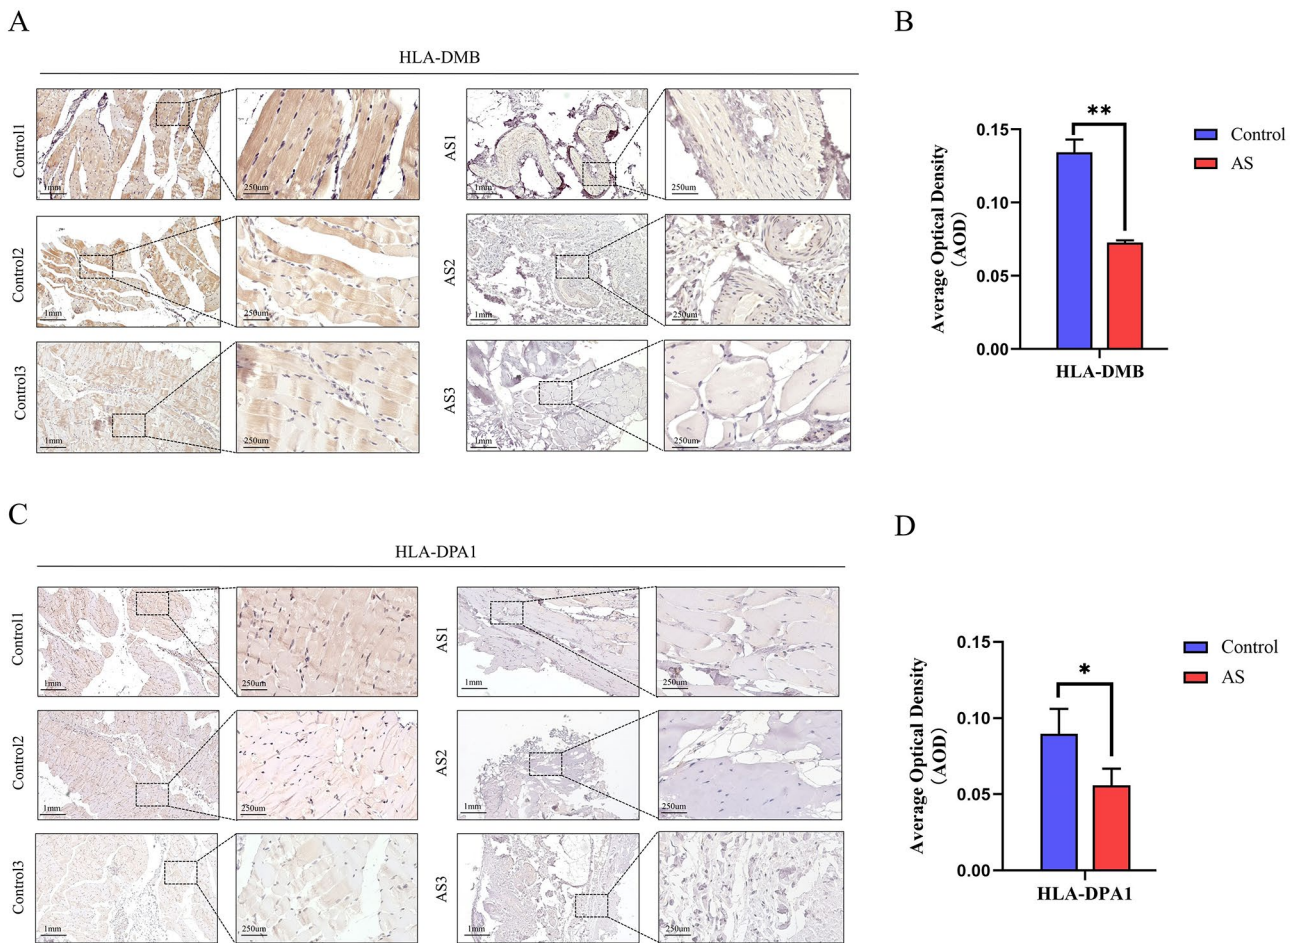 A
HLA-DMB
Control1
1mm
250um
AS1
1mm
250um
Control2
1mm
250um
AS2
1mm
250um
Control3
1mm
250um
AS3
1mm
250um
B
Average Optical Density
(AOD)
0.15
0.10
0.05
0.00
**
HLA-DMB
Control
AS
C
HLA-DPA1
Control1
1mm
250um
AS1
1mm
250um
Control2
1mm
250um
AS2
1mm
250um
Control3
1mm
250um
AS3
1mm
250um
D
Average Optical Density
(AOD)
0.15
0.10
0.05
0.00
*
HLA-DPA1
Control
AS